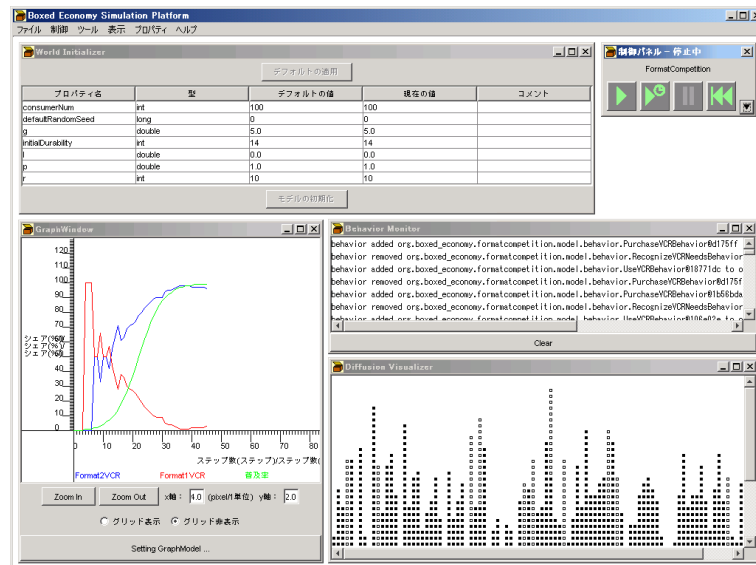 Boxed Economy Simulation Platform
ファイル 制御 ツール 表示 プロパティ ヘルプ
World Initializer
デフォルトの適用
プロパティ名 型 デフォルトの値 現在の値 コメント
consumerNum int 100 100
defaultRandomSeed long 0 0
g double 5.0 5.0
initialDurability int 14 14
l double 0.0 0.0
p double 1.0 1.0
r int 10 10
モデルの初期化
制御パネル - 停止中
FormatCompetition
GraphWindow
120
110
100
90
80
70
シェア(%)
シェア(%)
シェア(%)
50
40
30
20
10
0
0 10 20 30 40 50 60 70 80
ステップ数(ステップ)/ステップ数(
Format2VCR Format1VCR 普及率
Zoom In Zoom Out x軸: 4.0 (pixel/1単位) y軸: 2.0
グリッド表示 グリッド非表示
Setting GraphModel ...
Behavior Monitor
behavior added org.boxed_economy.formatcompetition.model.behavior.PurchaseVCRBehavior@d175ff
behavior removed org.boxed_economy.formatcompetition.model.behavior.RecognizeVCRNeedsBehavior
behavior added org.boxed_economy.formatcompetition.model.behavior.UseVCRBehavior@18771dc to o
behavior removed org.boxed_economy.formatcompetition.model.behavior.PurchaseVCRBehavior@d175f
behavior added org.boxed_economy.formatcompetition.model.behavior.PurchaseVCRBehavior@1b56bda
behavior removed org.boxed_economy.formatcompetition.model.behavior.RecognizeVCRNeedsBehavior
behavior added org.boxed_economy.formatcompetition.model.behavior.UseVCRBehavior
Clear
Diffusion Visualizer